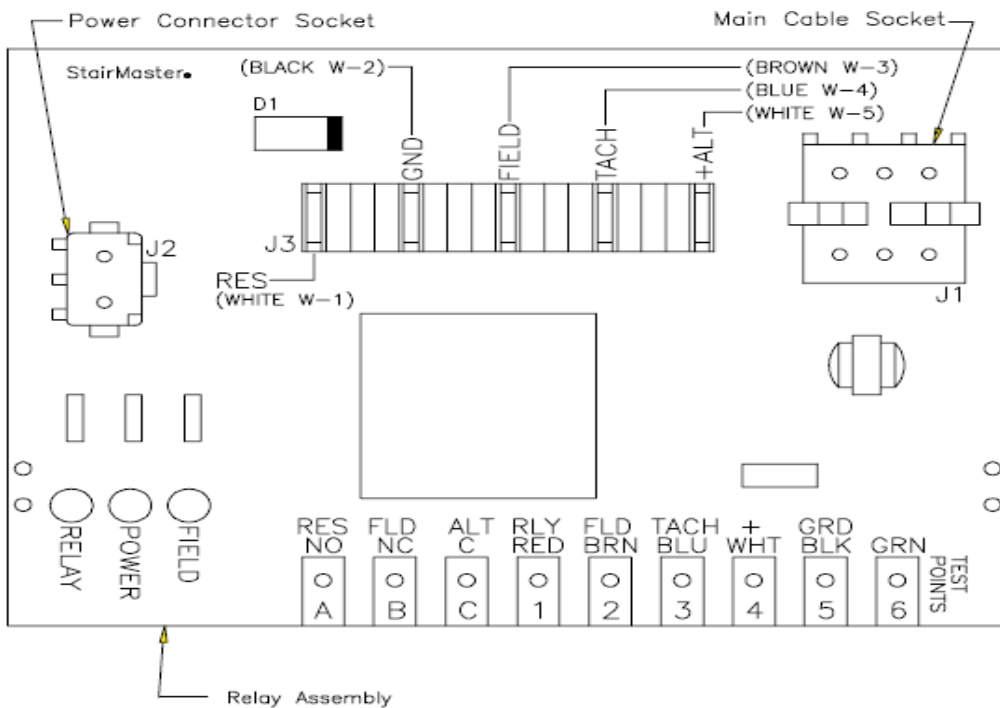 Power Connector Socket
Main Cable Socket
StairMaster.
(BLACK W-2)
(BROWN W-3)
(BLUE W-4)
(WHITE W-5)
D1
GND
FIELD
TACH
+ALT
J3
J2
RES
(WHITE W-1)
J1
RELAY
POWER
FIELD
RES FLD ALT RLY FLD TACH + GRD
NO NC C RED BRN BLU WHT BLK GRN
A B C 1 2 3 4 5 6
TEST
POINTS
Relay Assembly